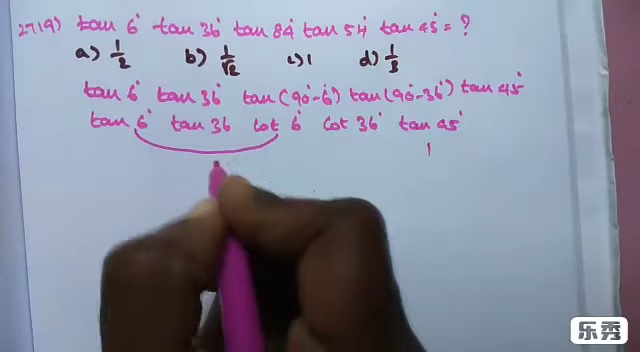 27(9) tan 6° tan 36° tan 84° tan 54° tan 45° = ?
a) 1/2 b) 1/√2 c) 1 d) 1/3
tan 6° tan 36° tan(90°-6°) tan(90°-36°) tan 45°
tan 6° tan 36 cot 6° cot 36° tan 45°
1
乐秀